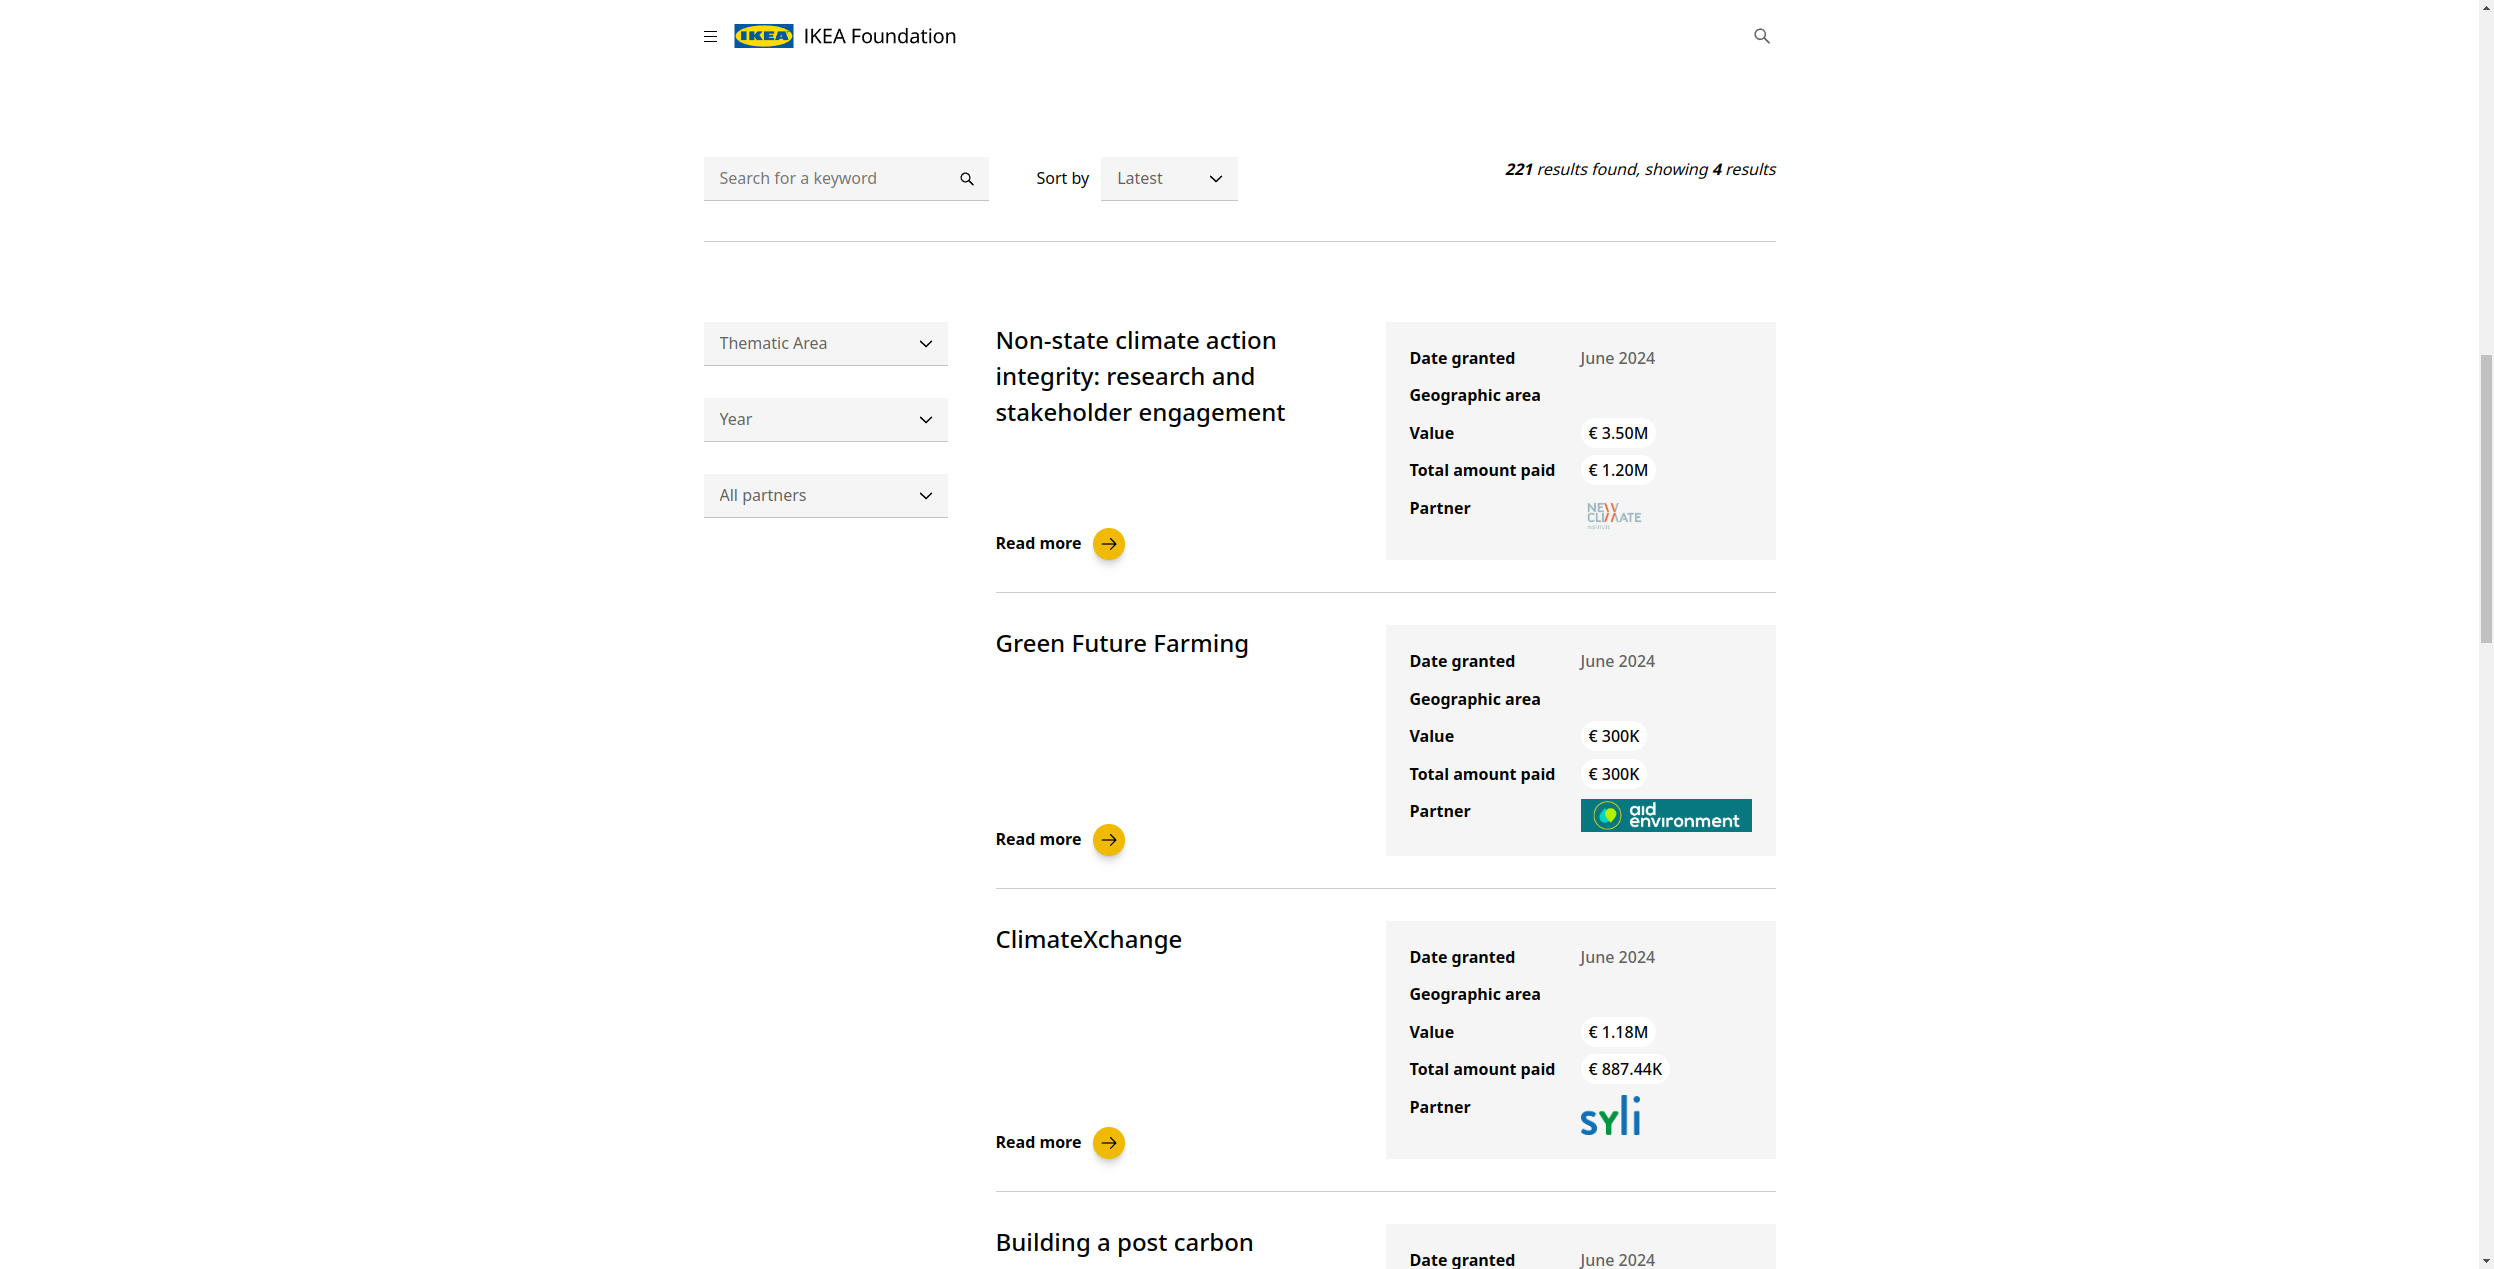 IKEA IKEA Foundation
Search for a keyword
Sort by Latest
221 results found, showing 4 results
Thematic Area
Year
All partners
Non-state climate action
integrity: research and
stakeholder engagement
Read more
Date granted June 2024
Geographic area
Value € 3.50M
Total amount paid € 1.20M
Partner NEW
CLIMATE
INSTITUTE
Green Future Farming
Read more
Date granted June 2024
Geographic area
Value € 300K
Total amount paid € 300K
Partner aid
environment
ClimateXchange
Read more
Date granted June 2024
Geographic area
Value € 1.18M
Total amount paid € 887.44K
Partner syli
Building a post carbon
Date granted June 2024